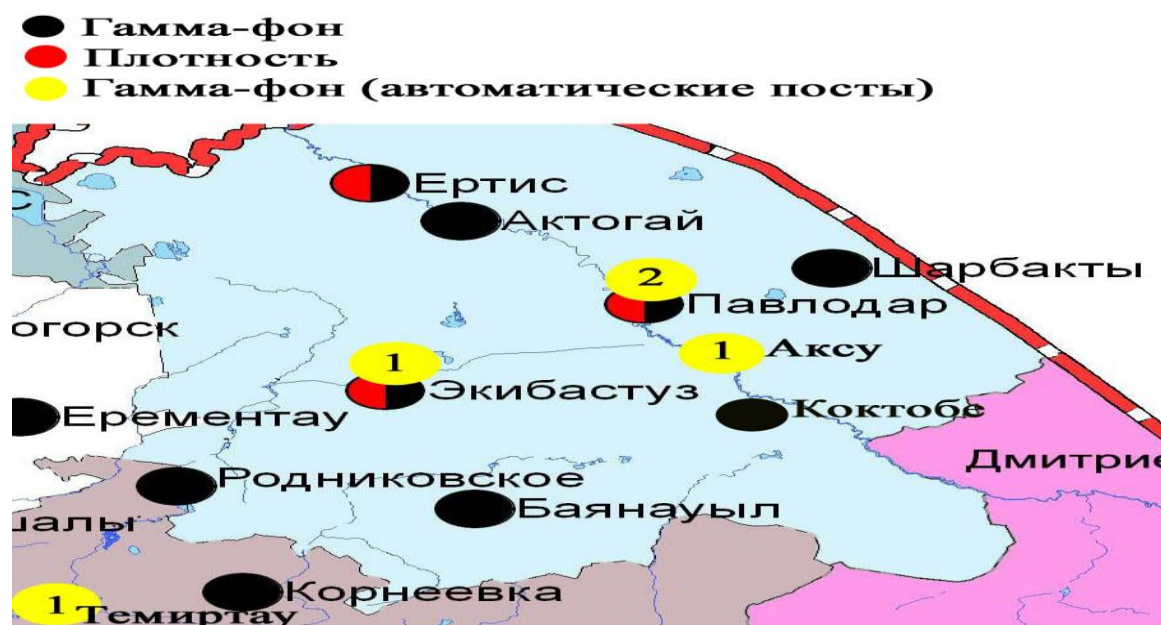 Гамма-фон
Плотность
Гамма-фон (автоматические посты)
Ертис
С
Актогай
Шарбакты
2
Павлодар
огорск
1 Аксу
1
Экибастуз
Коктобе
Ерементау
Дмитрие
Родниковское
Баянауыл
шалы
Корнеевка
1 Темиртау